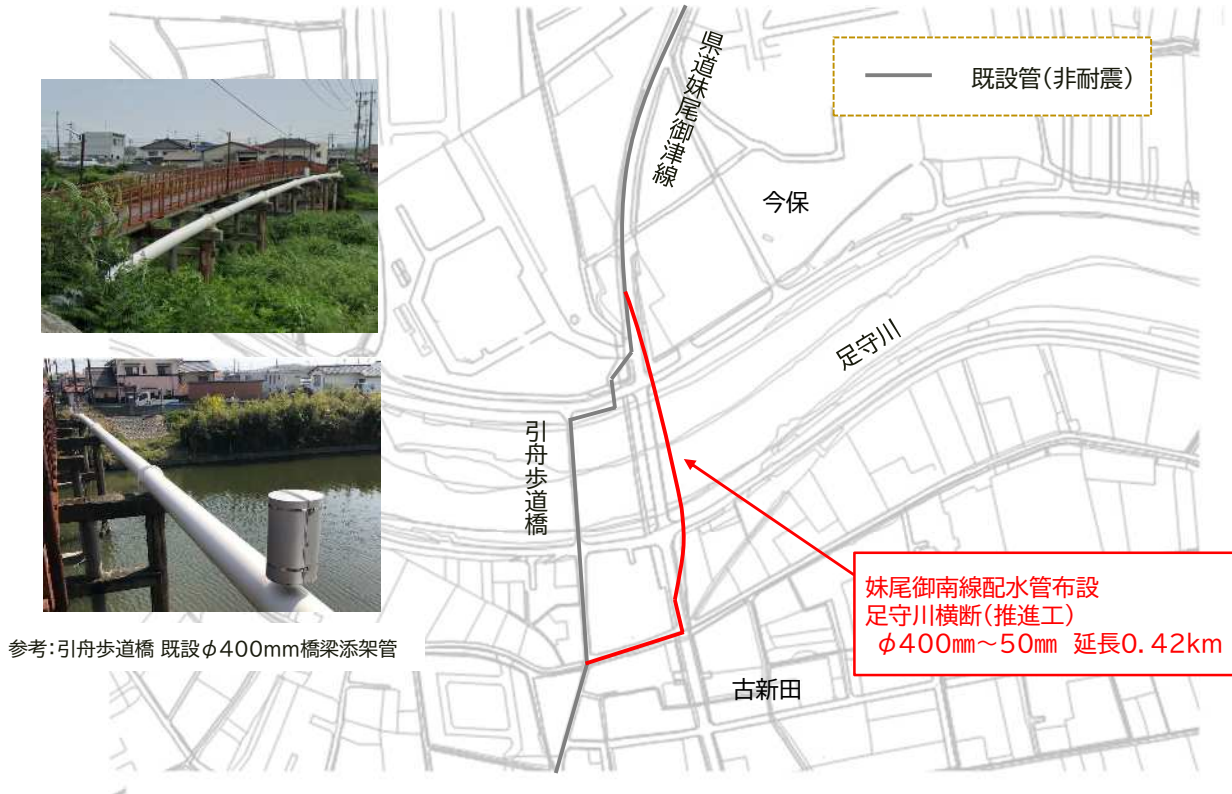 県道妹尾御津線
既設管(非耐震)
今保
足守川
引舟歩道橋
妹尾御南線配水管布設
足守川横断(推進工)
φ400㎜～50㎜ 延長0.42km
参考:引舟歩道橋 既設φ400mm橋梁添架管
古新田